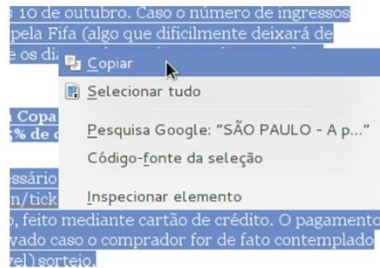 s 10 de outubro. Caso o número de ingressos
pela Fifa (algo que dificilmente deixará de
e os di
Copiar
Selecionar tudo
a Copa
5% de
Pesquisa Google: “SÃO PAULO - A p...”
Código-fonte da seleção
essário
n/tick
Inspecionar elemento
o, feito mediante cartão de crédito. O pagamento
vado caso o comprador for de fato contemplado
vel) sorteio.